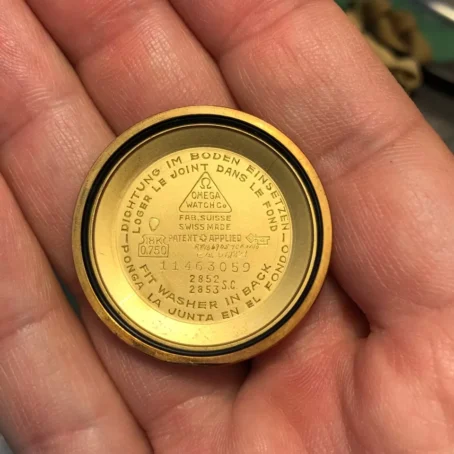 DICHTUNG IM BODEN EINSETZEN
LOGER LE JOINT DANS LE FOND
Ω
OMEGA
WATCH Co
FAB. SUISSE
SWISS MADE
18K
0.750
PATENT APPLIED
11463059
2852
2853 S.C
FIT WASHER IN BACK
PONGA LA JUNTA EN EL FONDO